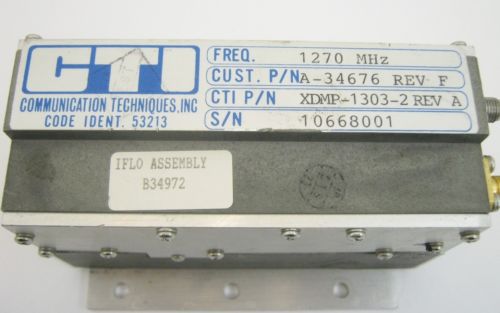 CTI
COMMUNICATION TECHNIQUES, INC
CODE IDENT. 53213
FREQ. 1270 MHz
CUST. P/N A-34676 REV F
CTI P/N XDMP-1303-2 REV A
S/N 10668001
IFLO ASSEMBLY
B34972